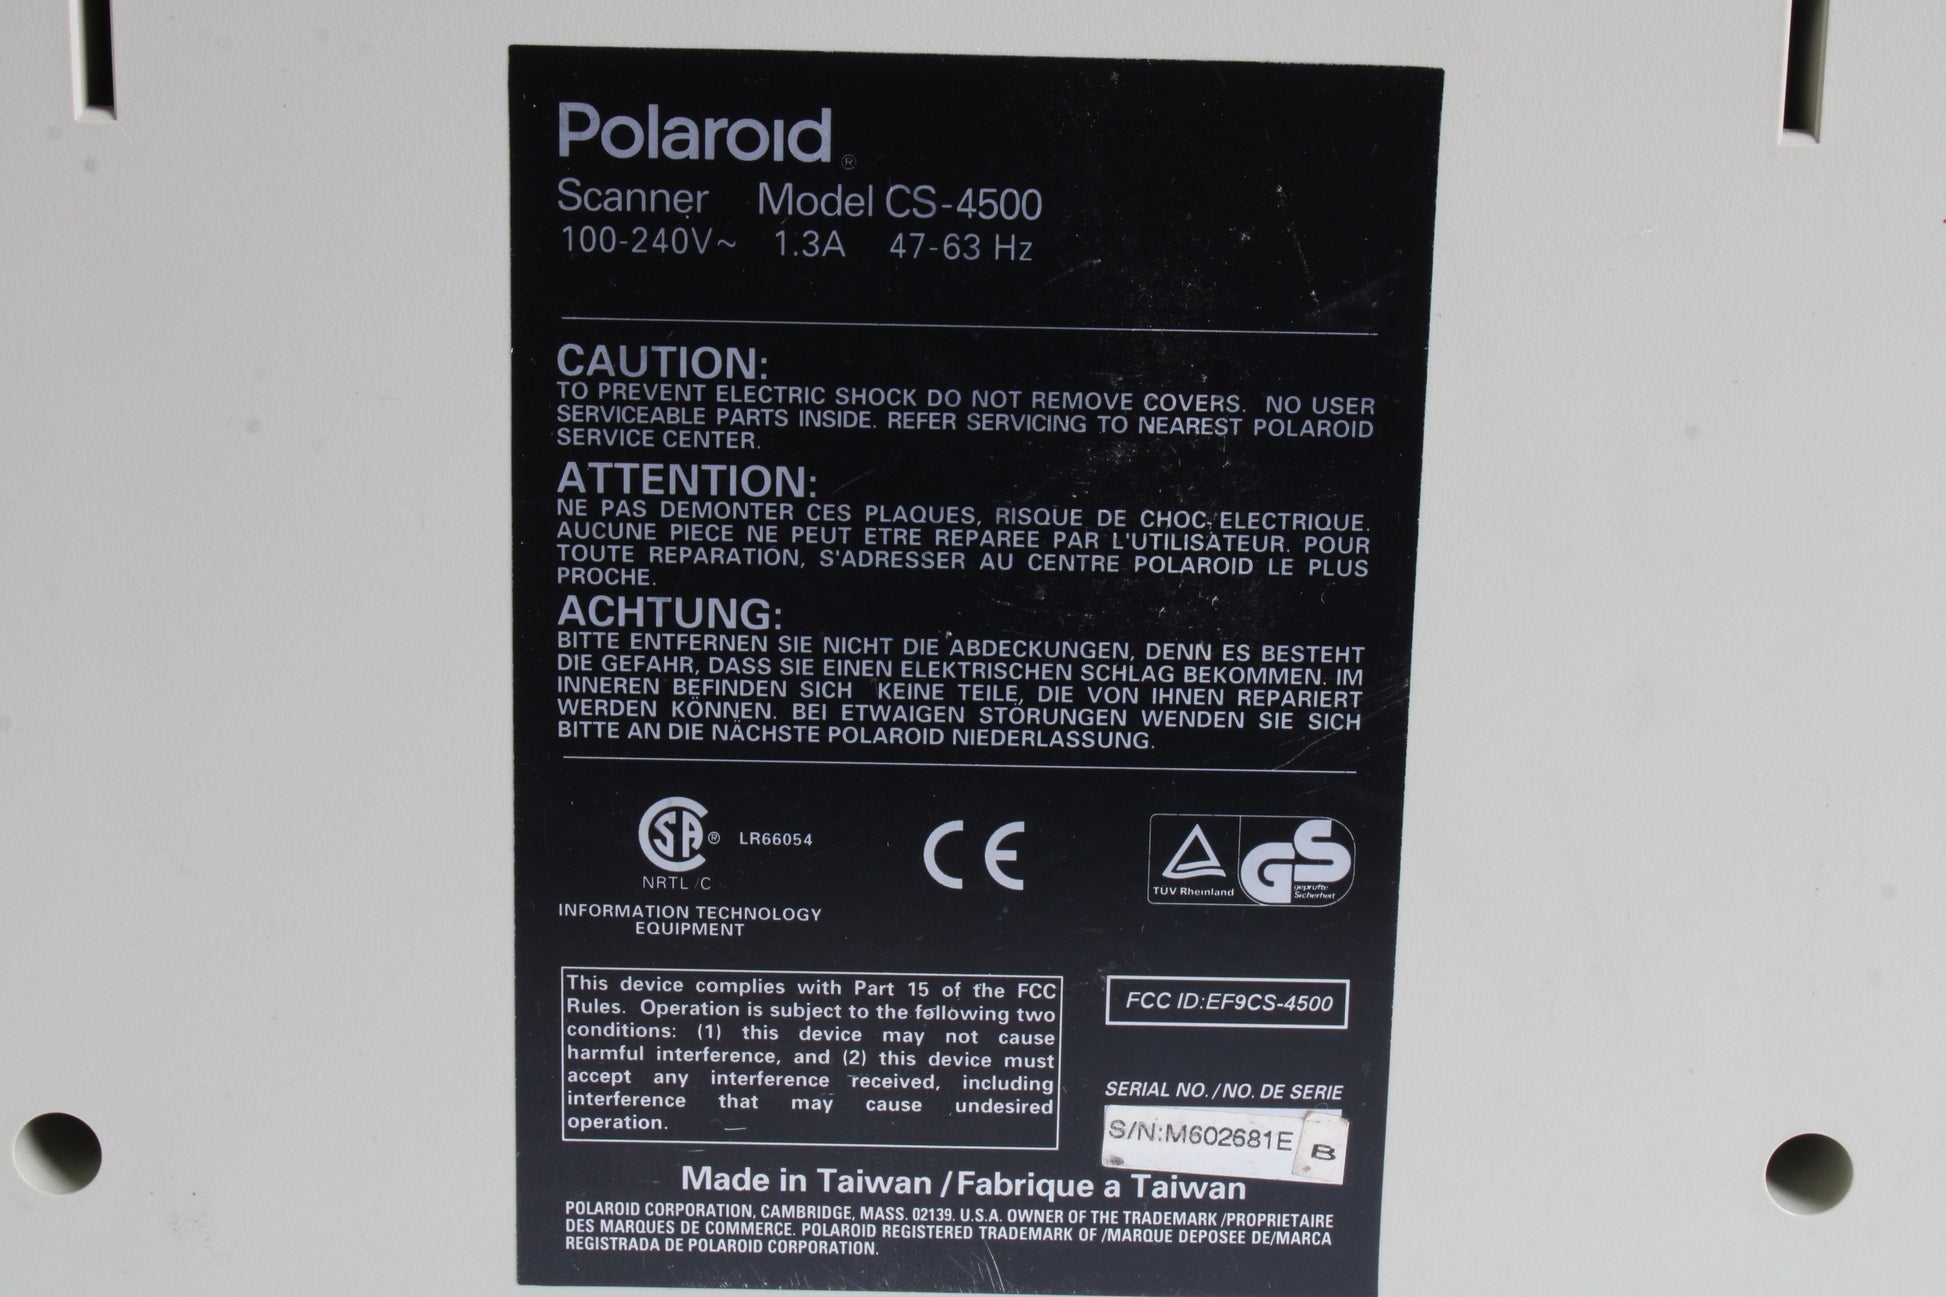 Polaroid®
Scanner Model CS-4500
100-240V~ 1.3A 47-63 Hz
CAUTION:
TO PREVENT ELECTRIC SHOCK DO NOT REMOVE COVERS. NO USER
SERVICEABLE PARTS INSIDE. REFER SERVICING TO NEAREST POLAROID
SERVICE CENTER.
ATTENTION:
NE PAS DEMONTER CES PLAQUES, RISQUE DE CHOC ELECTRIQUE.
AUCUNE PIECE NE PEUT ETRE REPAREE PAR L'UTILISATEUR. POUR
TOUTE REPARATION, S'ADRESSER AU CENTRE POLAROID LE PLUS
PROCHE.
ACHTUNG:
BITTE ENTFERNEN SIE NICHT DIE ABDECKUNGEN, DENN ES BESTEHT
DIE GEFAHR, DASS SIE EINEN ELEKTRISCHEN SCHLAG BEKOMMEN. IM
INNEREN BEFINDEN SICH KEINE TEILE, DIE VON IHNEN REPARIERT
WERDEN KÖNNEN. BEI ETWAIGEN STÖRUNGEN WENDEN SIE SICH
BITTE AN DIE NÄCHSTE POLAROID NIEDERLASSUNG.
SA® LR66054
NRTL/C
INFORMATION TECHNOLOGY
EQUIPMENT
CE
TÜV Rheinland
GS
geprüfte
Sicherheit
This device complies with Part 15 of the FCC
Rules. Operation is subject to the following two
conditions: (1) this device may not cause
harmful interference, and (2) this device must
accept any interference received, including
interference that may cause undesired
operation.
FCC ID:EF9CS-4500
SERIAL NO./NO. DE SERIE
S/N:M602681E B
Made in Taiwan/Fabrique a Taiwan
POLAROID CORPORATION, CAMBRIDGE, MASS. 02139. U.S.A. OWNER OF THE TRADEMARK/PROPRIETAIRE
DES MARQUES DE COMMERCE. POLAROID REGISTERED TRADEMARK OF/MARQUE DEPOSEE DE/MARCA
REGISTRADA DE POLAROID CORPORATION.